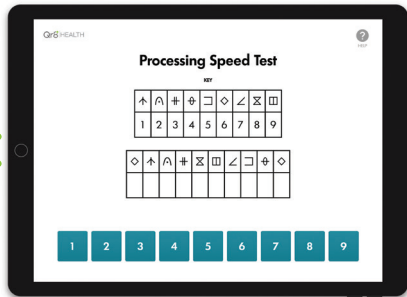 Qr8 HEALTH
?
HELP
Processing Speed Test
KEY
1 2 3 4 5 6 7 8 9
1 2 3 4 5 6 7 8 9